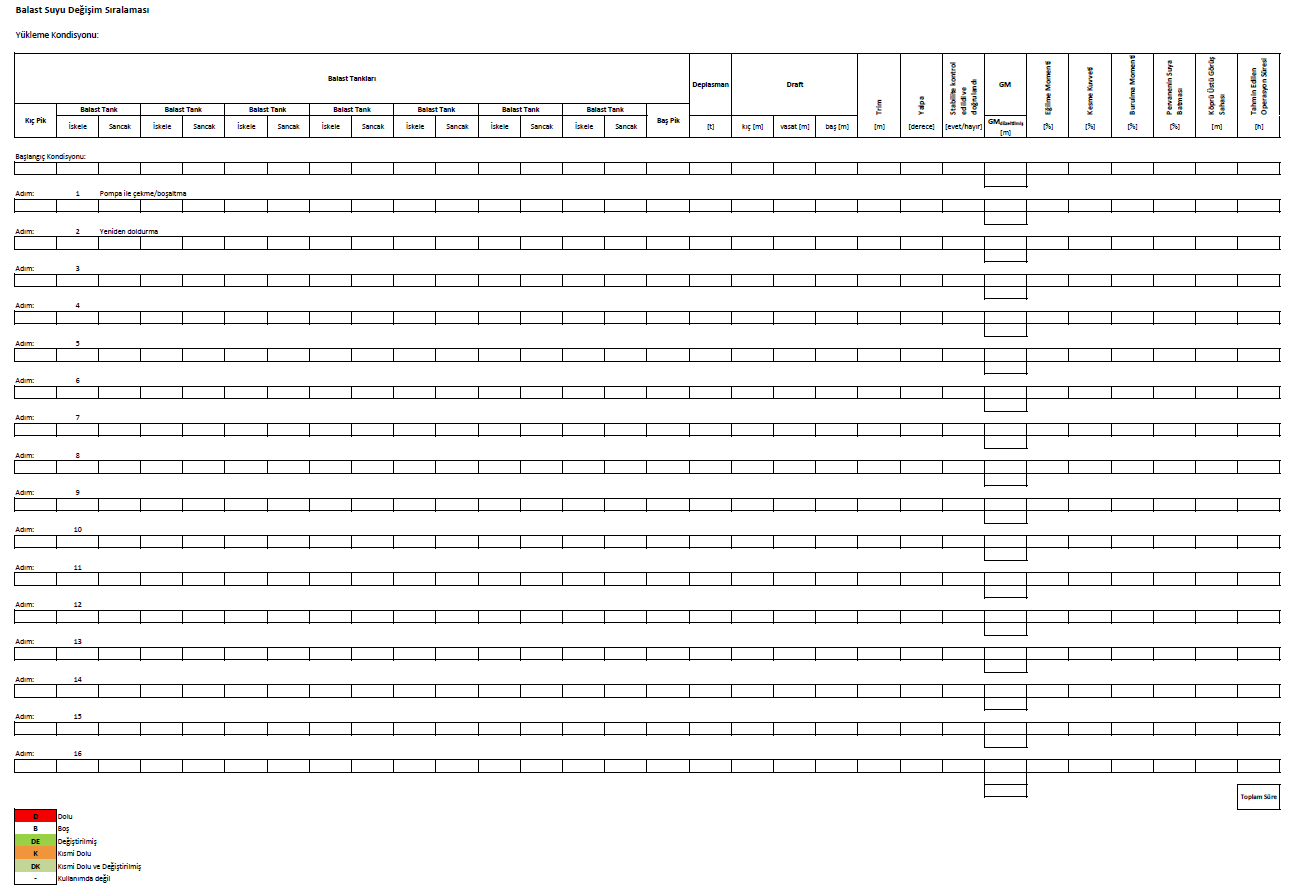 Balast Suyu Değişim Sıralaması
Yükleme Kondisyonu:
Balast Tankları Deplasman Draft Trim Yalpa Stabilite kontrol edildi ve doğrulandı GM Eğilme Momenti Kesme Kuvveti Burulma Momenti Pervanenin Suya Batması Köprü Üstü Görüş Sahası Tahmin Edilen Operasyon Süresi
Kıç Pik Balast Tank Balast Tank Balast Tank Balast Tank Balast Tank Balast Tank Balast Tank Baş Pik
İskele Sancak İskele Sancak İskele Sancak İskele Sancak İskele Sancak İskele Sancak İskele Sancak [t] kıç [m] vasat [m] baş [m] [m] [derece] [evet/hayır] GMdüzeltilmiş [m] [%] [%] [%] [%] [m] [h]
Başlangıç Kondisyonu:
Adım: 1 Pompa ile çekme/boşaltma
Adım: 2 Yeniden doldurma
Adım: 3
Adım: 4
Adım: 5
Adım: 6
Adım: 7
Adım: 8
Adım: 9
Adım: 10
Adım: 11
Adım: 12
Adım: 13
Adım: 14
Adım: 15
Adım: 16
Toplam Süre
D Dolu
B Boş
DE Değiştirilmiş
K Kısmi Dolu
DK Kısmi Dolu ve Değiştirilmiş
- Kullanımda değil